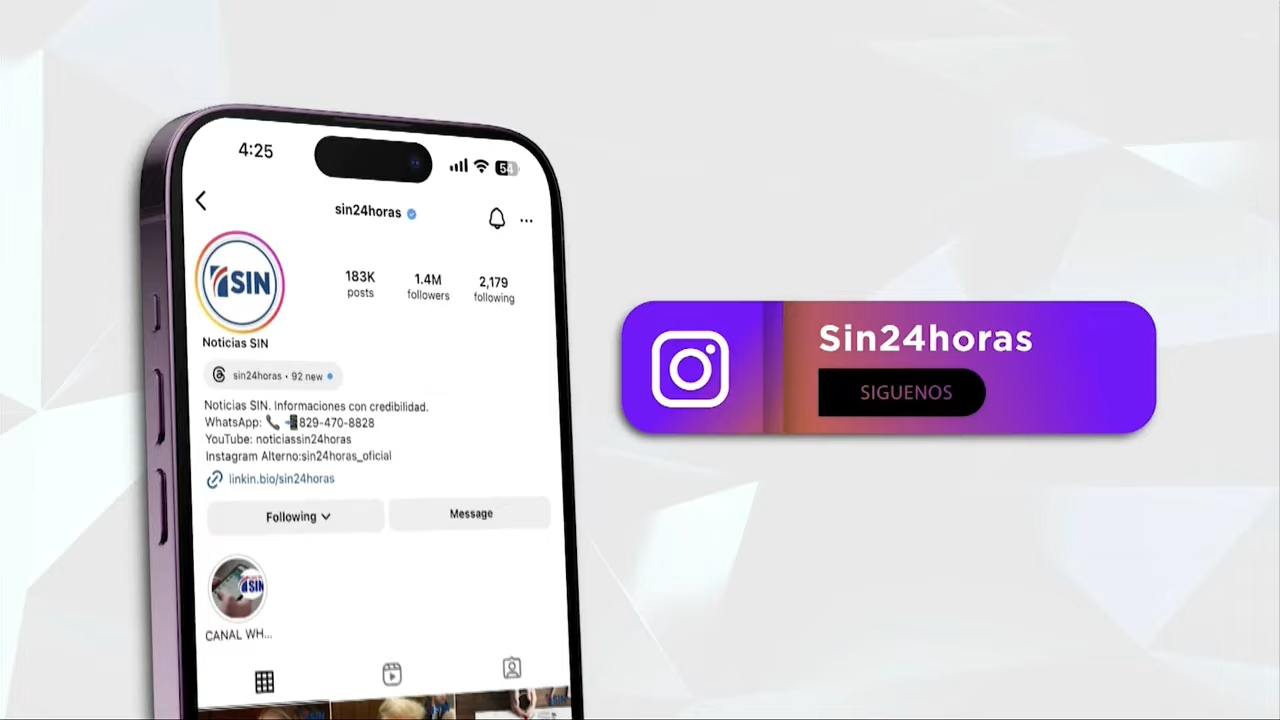 4:25
54
sin24horas
SIN
183K
posts
1.4M
followers
2,179
following
Noticias SIN
sin24horas • 92 new
Noticias SIN. Informaciones con credibilidad.
WhatsApp: 📞 📲829-470-8828
YouTube: noticiassin24horas
Instagram Alterno:sin24horas_oficial
linkin.bio/sin24horas
Following
Message
SIN
CANAL WH...
SIN
Sin24horas
SIGUENOS